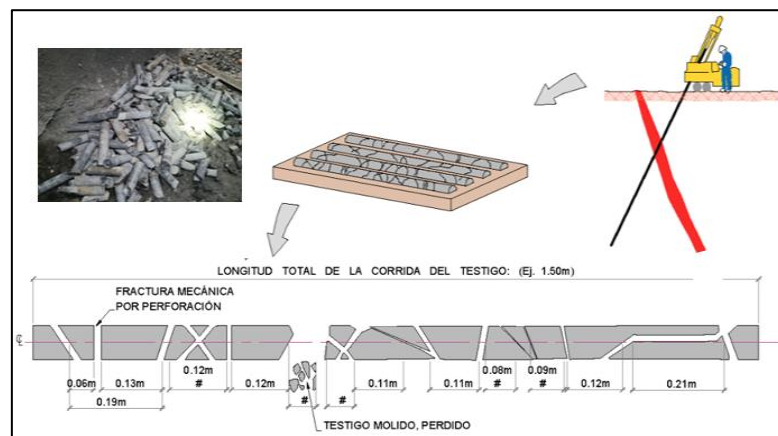 LONGITUD TOTAL DE LA CORRIDA DEL TESTIGO: (Ej. 1.50m)
FRACTURA MECÁNICA
POR PERFORACIÓN
0.06m 0.13m 0.12m 0.12m # 0.11m 0.11m 0.08m 0.09m 0.12m 0.21m
# # # #
0.19m
TESTIGO MOLIDO, PERDIDO